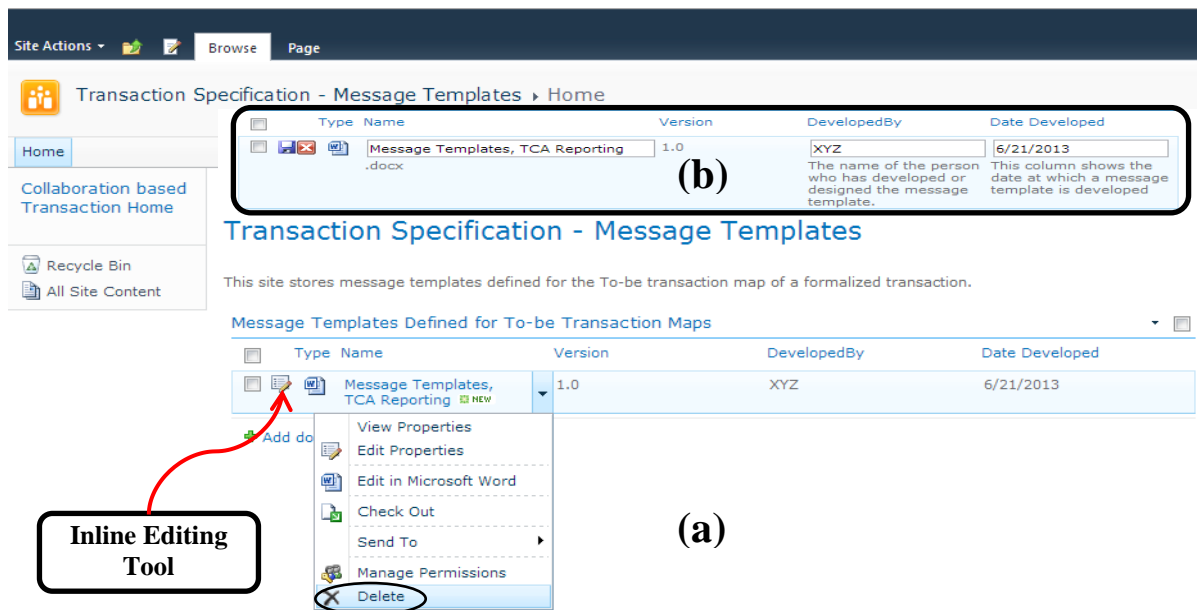 Site Actions
Browse
Page
Transaction Specification - Message Templates ▸ Home
Type Name Version DevelopedBy Date Developed
Message Templates, TCA Reporting 1.0 XYZ 6/21/2013
.docx
The name of the person
who has developed or
designed the message
template.
This column shows the
date at which a message
template is developed
(b)
Home
Collaboration based
Transaction Home
Recycle Bin
All Site Content
Transaction Specification - Message Templates
This site stores message templates defined for the To-be transaction map of a formalized transaction.
Message Templates Defined for To-be Transaction Maps
Type Name Version DevelopedBy Date Developed
Message Templates,
TCA Reporting NEW
1.0 XYZ 6/21/2013
Add do
View Properties
Edit Properties
Edit in Microsoft Word
Check Out
Send To
Manage Permissions
Delete
Inline Editing
Tool
(a)